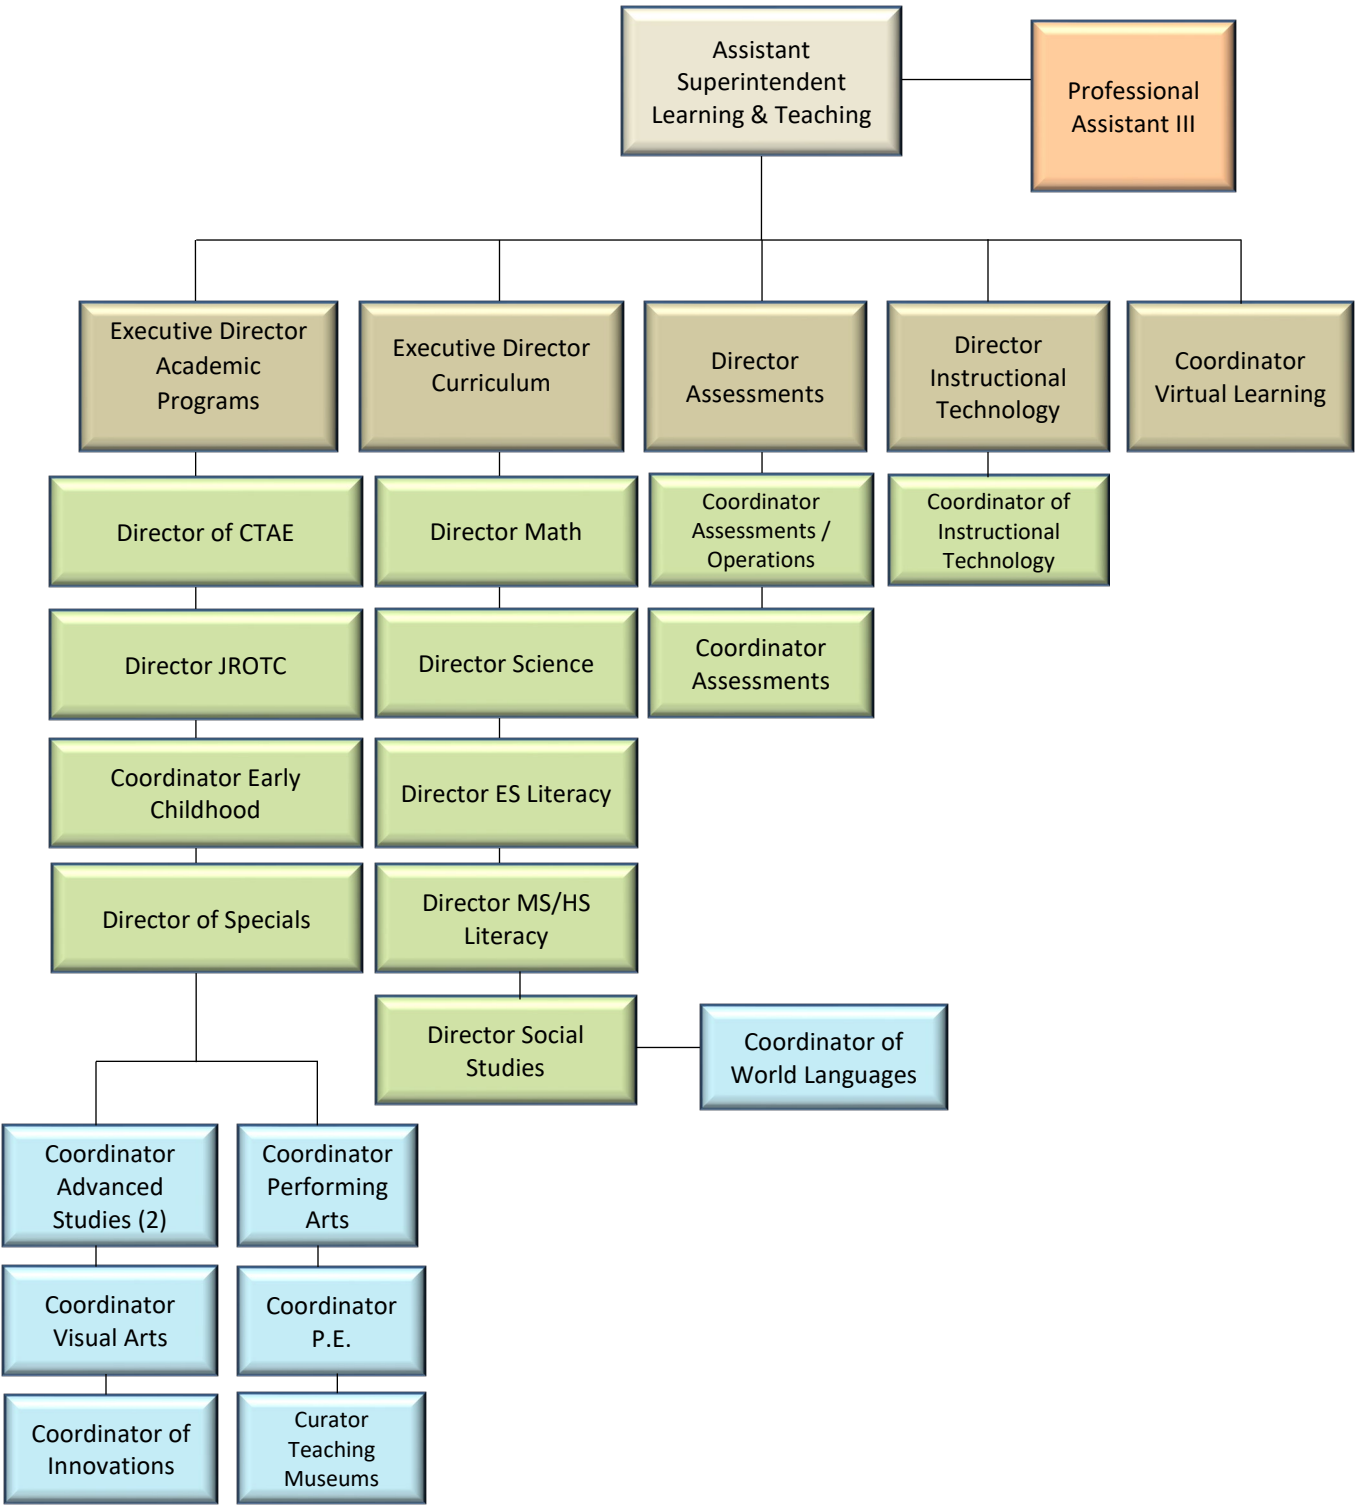 Assistant
Superintendent
Learning & Teaching
Professional
Assistant III
Executive Director
Academic
Programs
Executive Director
Curriculum
Director
Assessments
Director
Instructional
Technology
Coordinator
Virtual Learning
Director of CTAE
Director Math
Coordinator
Assessments /
Operations
Coordinator of
Instructional
Technology
Director JROTC
Director Science
Coordinator
Assessments
Coordinator Early
Childhood
Director ES Literacy
Director of Specials
Director MS/HS
Literacy
Director Social
Studies
Coordinator of
World Languages
Coordinator
Advanced
Studies (2)
Coordinator
Performing
Arts
Coordinator
Visual Arts
Coordinator
P.E.
Coordinator of
Innovations
Curator
Teaching
Museums